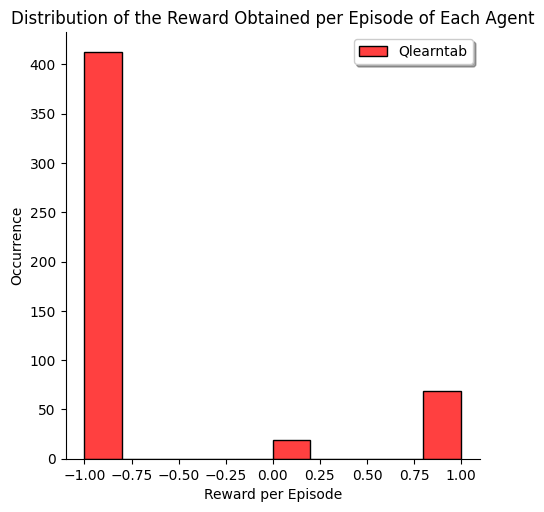 Distribution of the Reward Obtained per Episode of Each Agent
Qlearntab
400
350
300
250
200
150
100
50
0
Occurrence
−1.00 −0.75 −0.50 −0.25 0.00 0.25 0.50 0.75 1.00
Reward per Episode